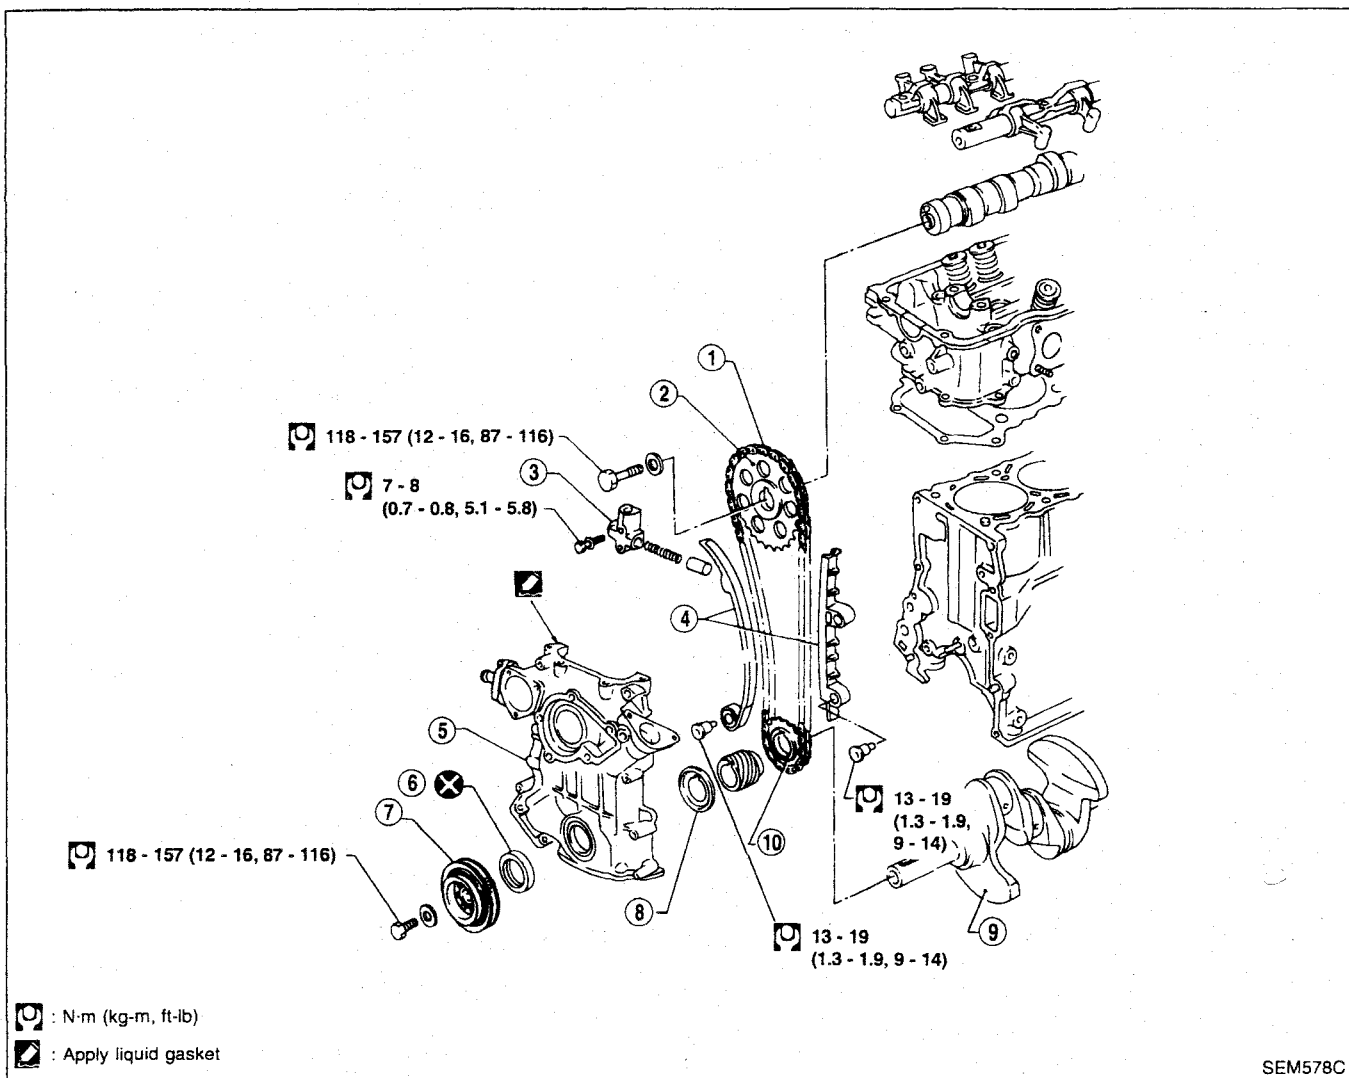 1
2
118 - 157 (12 - 16, 87 - 116)
3
7 - 8
(0.7 - 0.8, 5.1 - 5.8)
4
5
6
7
13 - 19
(1.3 - 1.9,
9 - 14)
10
118 - 157 (12 - 16, 87 - 116)
8
9
13 - 19
(1.3 - 1.9, 9 - 14)
: N·m (kg-m, ft-lb)
: Apply liquid gasket
SEM578C